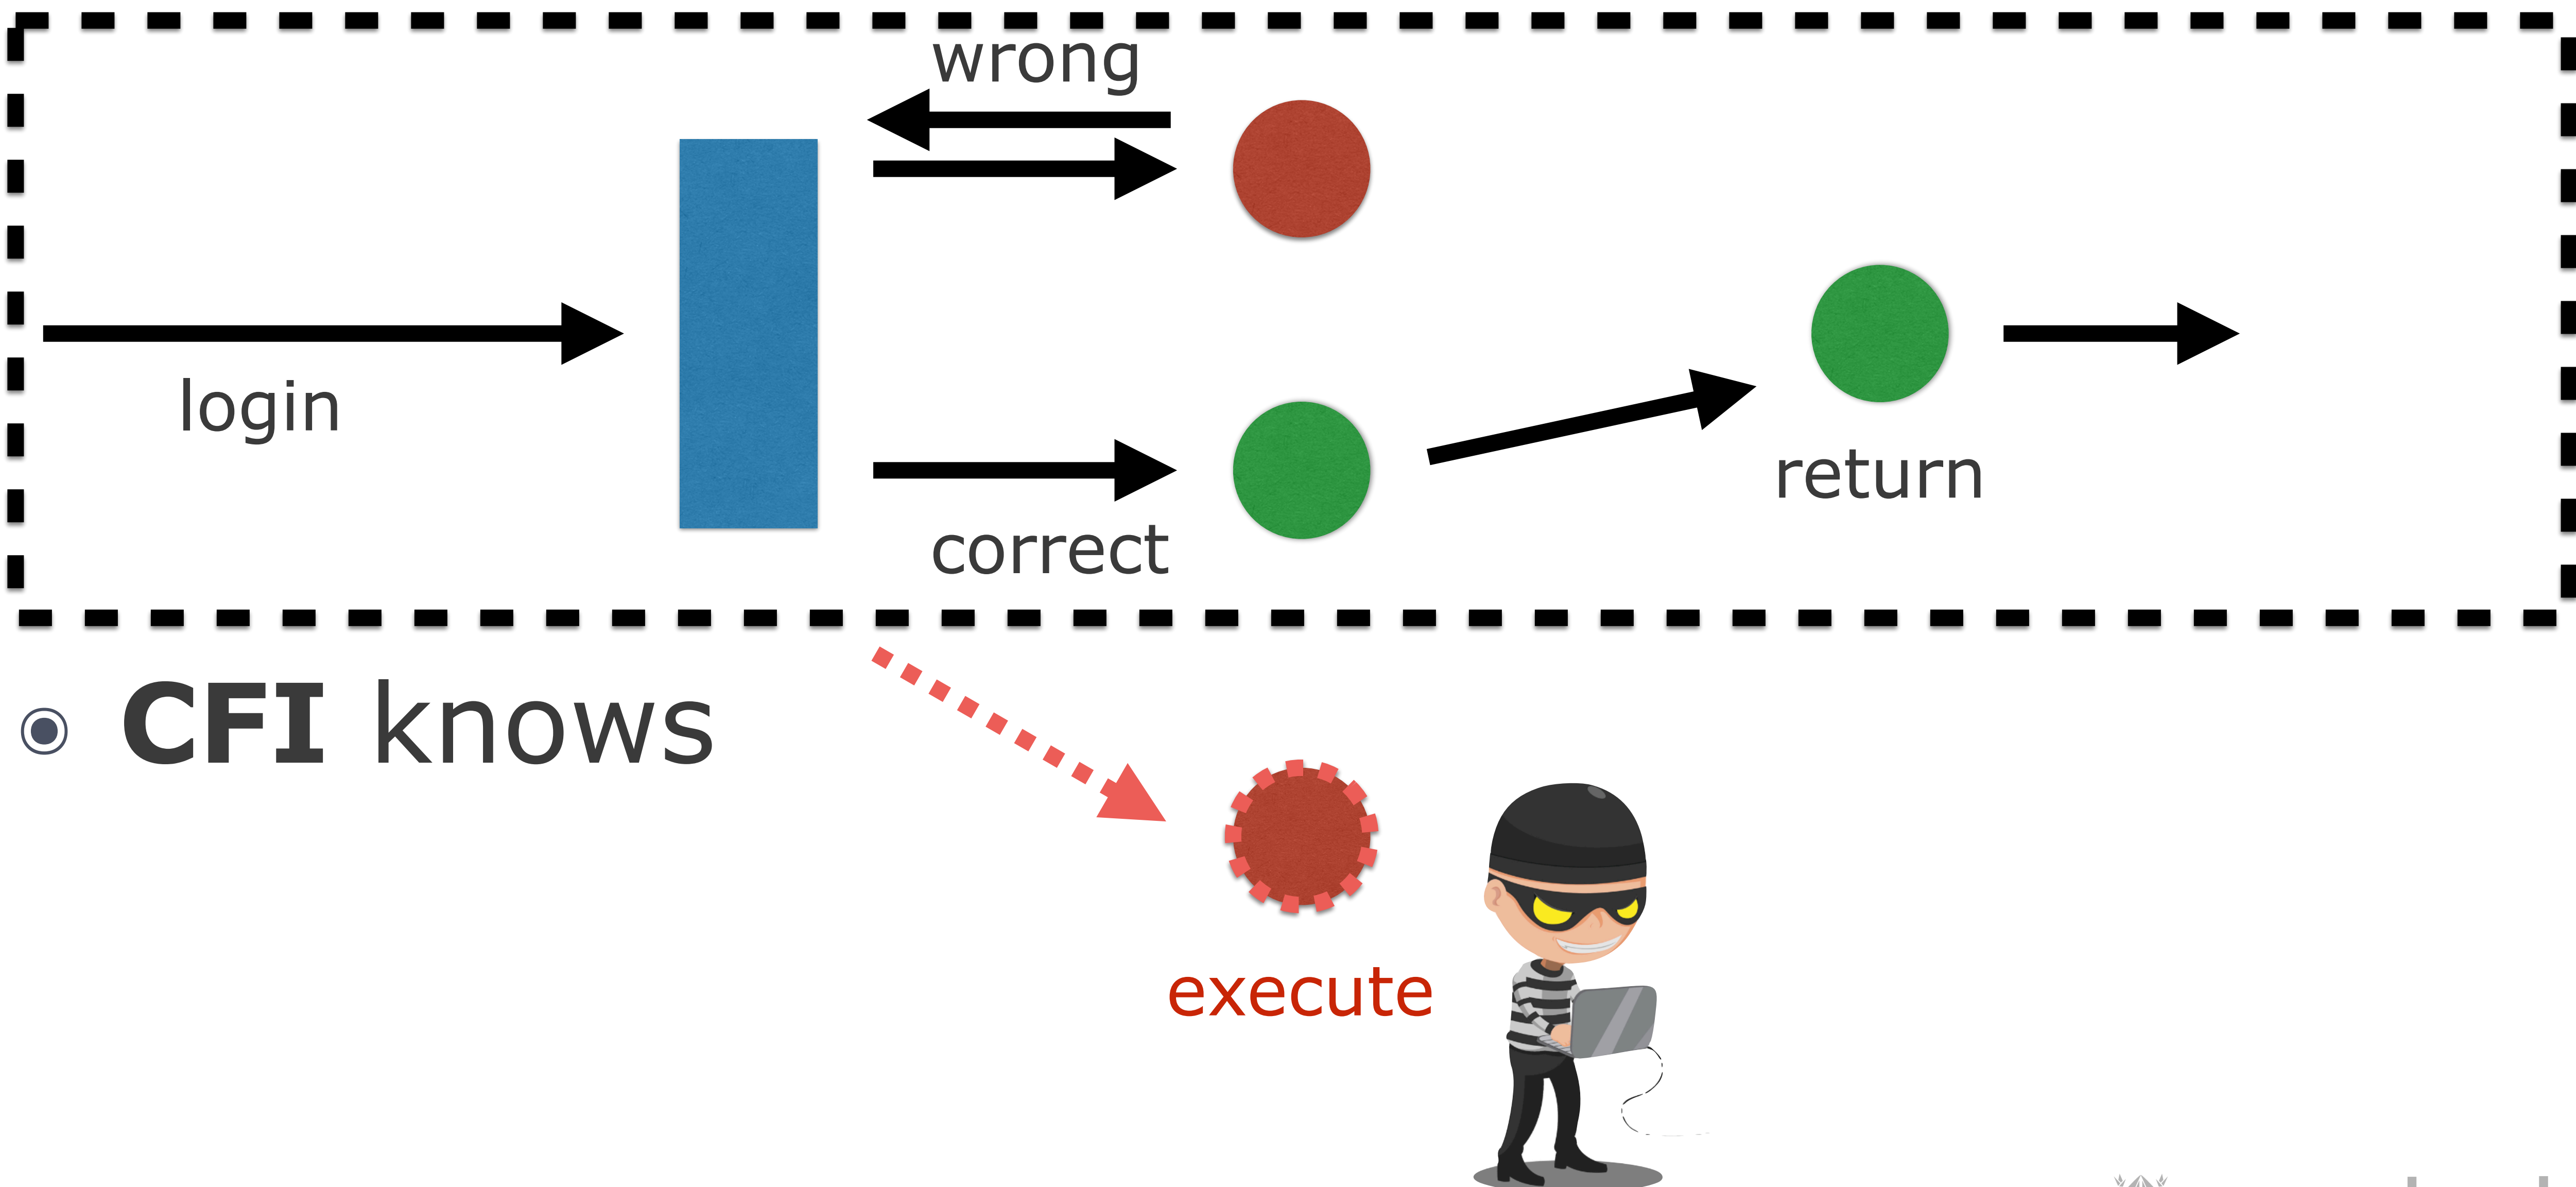 wrong
login
correct
return
CFI knows
execute